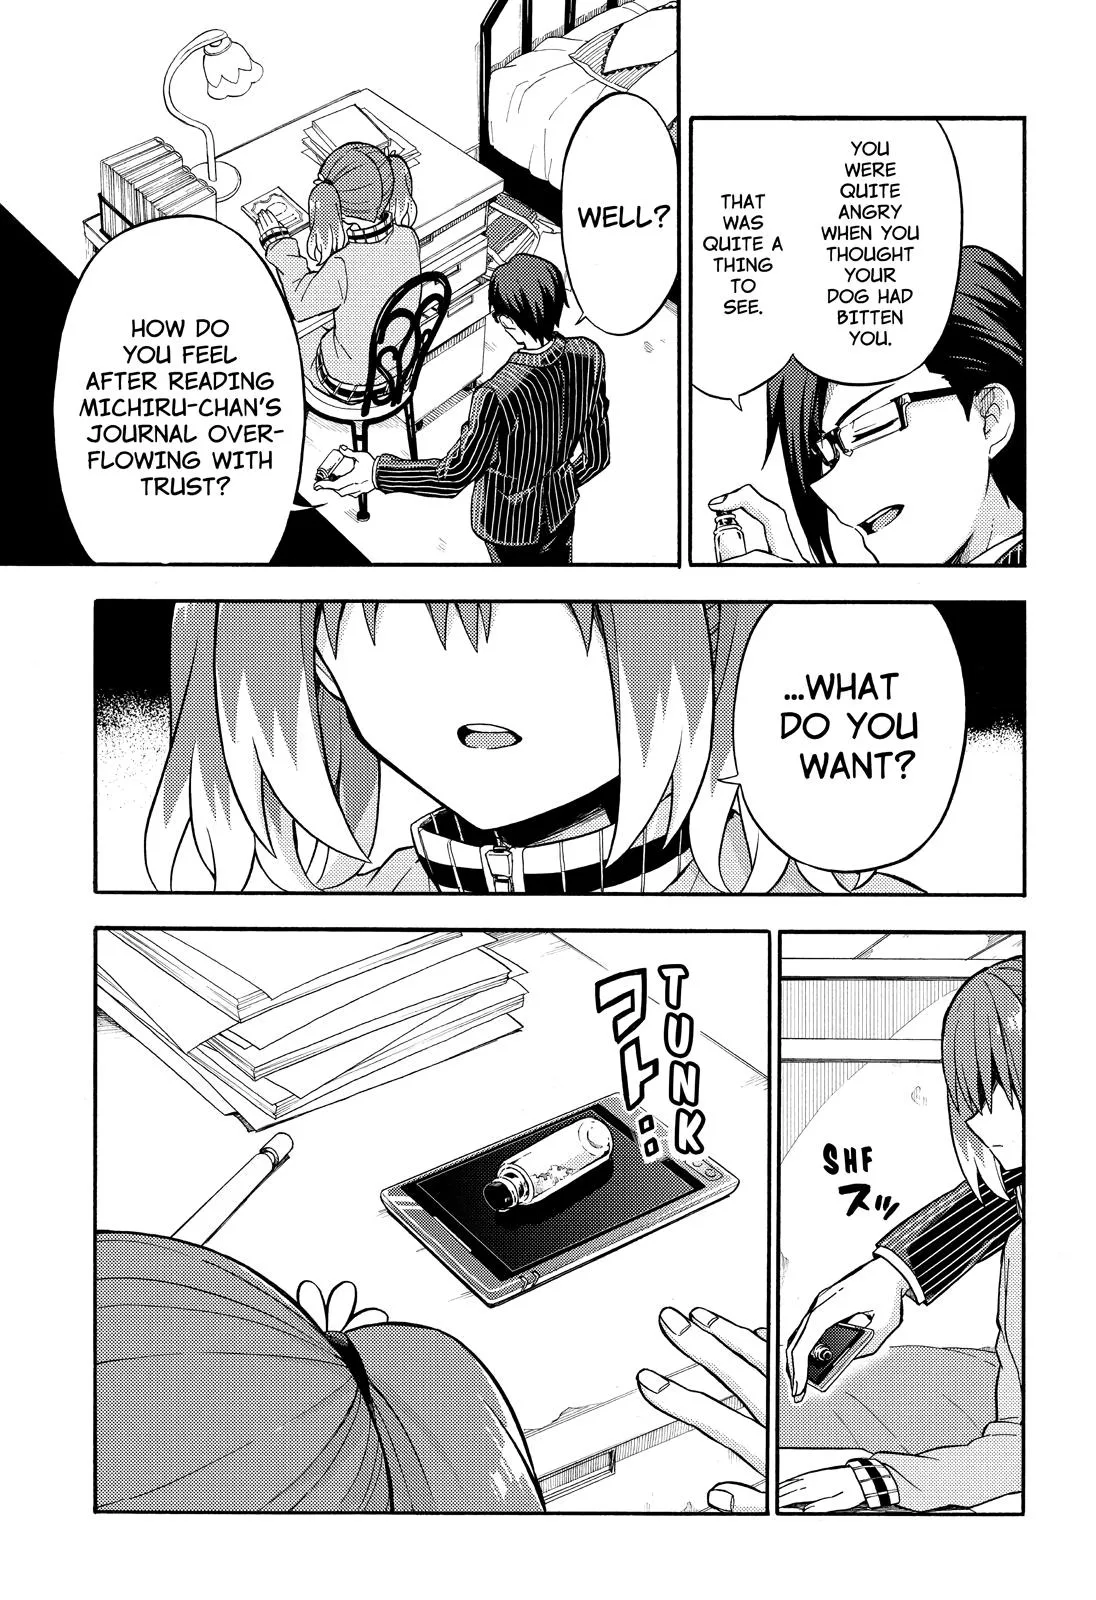 YOU
WERE
QUITE
ANGRY
WHEN YOU
THOUGHT
YOUR
DOG HAD
BITTEN
YOU.
THAT
WAS
QUITE A
THING
TO
SEE.
WELL?
HOW DO
YOU FEEL
AFTER READING
MICHIRU-CHAN'S
JOURNAL OVER-
FLOWING WITH
TRUST?
...WHAT
DO YOU
WANT?
SHF
スッ
TUNK
コト